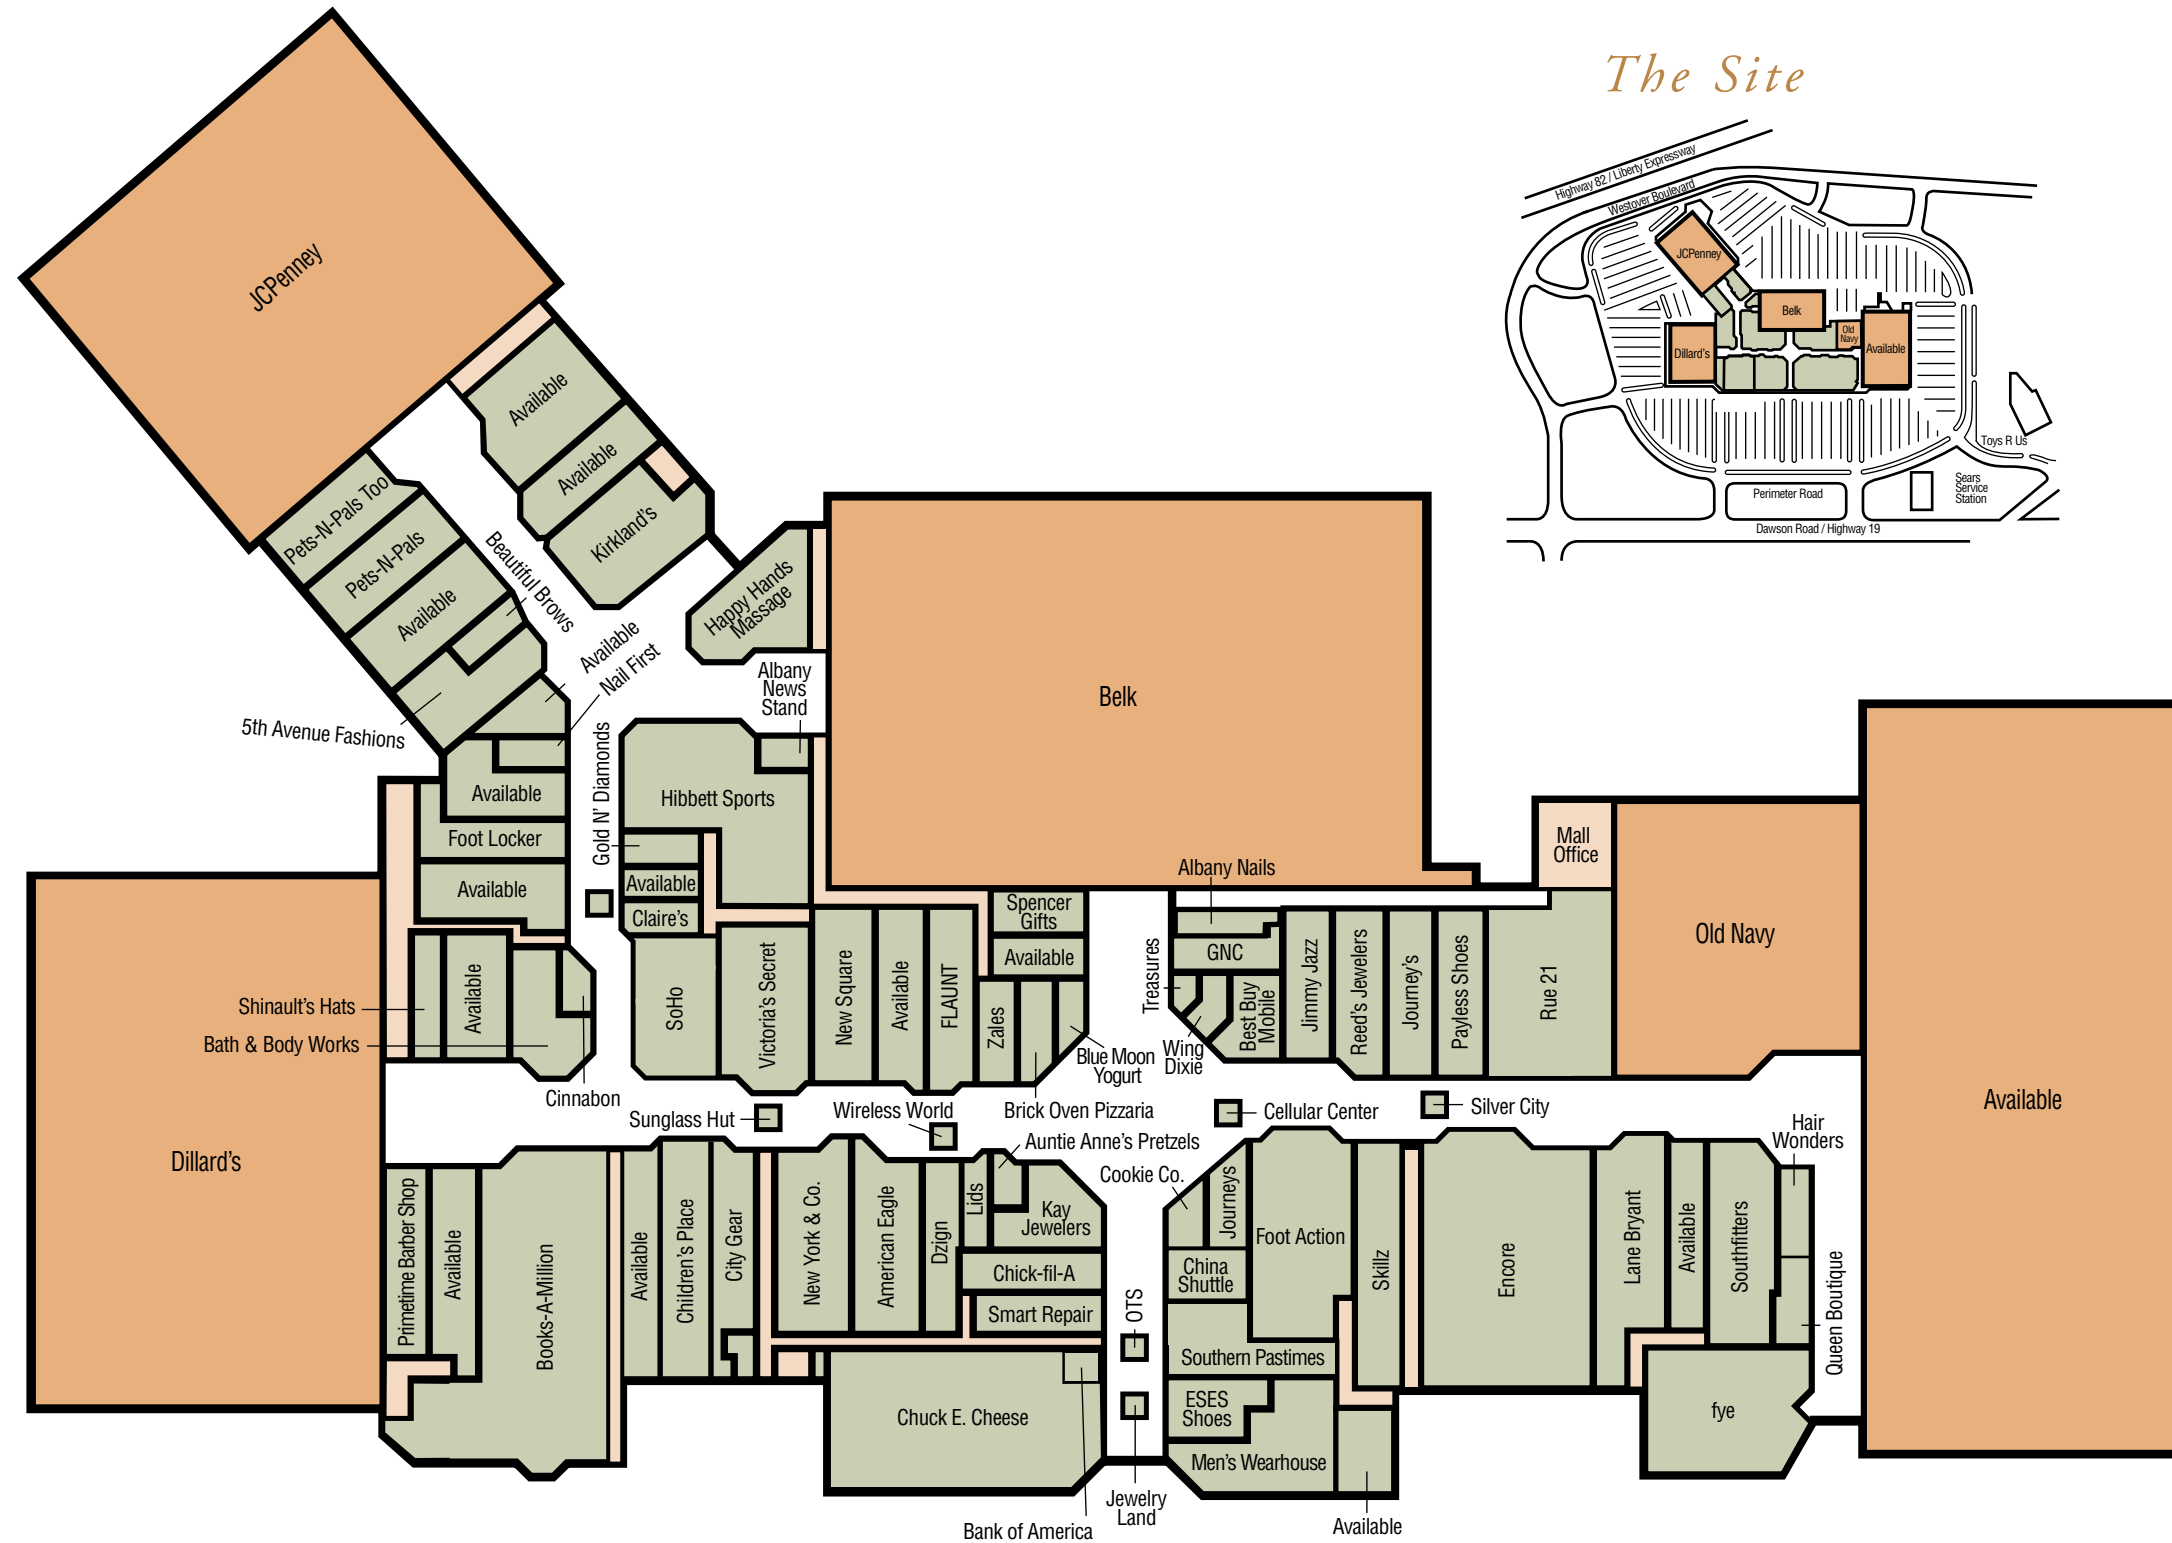 The Site
Highway 82 / Liberty Expressway
Westover Boulevard
JCPenney
Belk
Old
Navy
Dillard's
Available
Toys R Us
Sears
Service
Station
Perimeter Road
Dawson Road / Highway 19
JCPenney
Available
Available
Kirkland's
Pets-N-Pals Too
Pets-N-Pals
Available
Beautiful Brows
Available
Nail First
5th Avenue Fashions
Happy Hands
Massage
Albany
News
Stand
Belk
Gold N' Diamonds
Hibbett Sports
Available
Foot Locker
Available
Available
Claire's
Albany Nails
Mall
Office
Old Navy
Available
Spencer
Gifts
Available
GNC
Treasures
Shinault's Hats
Available
Bath & Body Works
Cinnabon
SoHo
Victoria's Secret
New Square
Available
FLAUNT
Zales
Blue Moon
Yogurt
Brick Oven Pizzaria
Wing
Dixie
Best Buy
Mobile
Jimmy Jazz
Reed's Jewelers
Journey's
Payless Shoes
Rue 21
Sunglass Hut
Wireless World
Cellular Center
Silver City
Auntie Anne's Pretzels
Cookie Co.
Hair
Wonders
Dillard's
Primetime Barber Shop
Available
Books-A-Million
Available
Children's Place
City Gear
New York & Co.
American Eagle
Dzign
Lids
Kay
Jewelers
Chick-fil-A
Smart Repair
Chuck E. Cheese
Bank of America
OTS
Jewelry
Land
Journeys
China
Shuttle
Foot Action
Southern Pastimes
ESES
Shoes
Men's Wearhouse
Available
Skillz
Encore
Lane Bryant
Available
Southfitters
Queen Boutique
fye